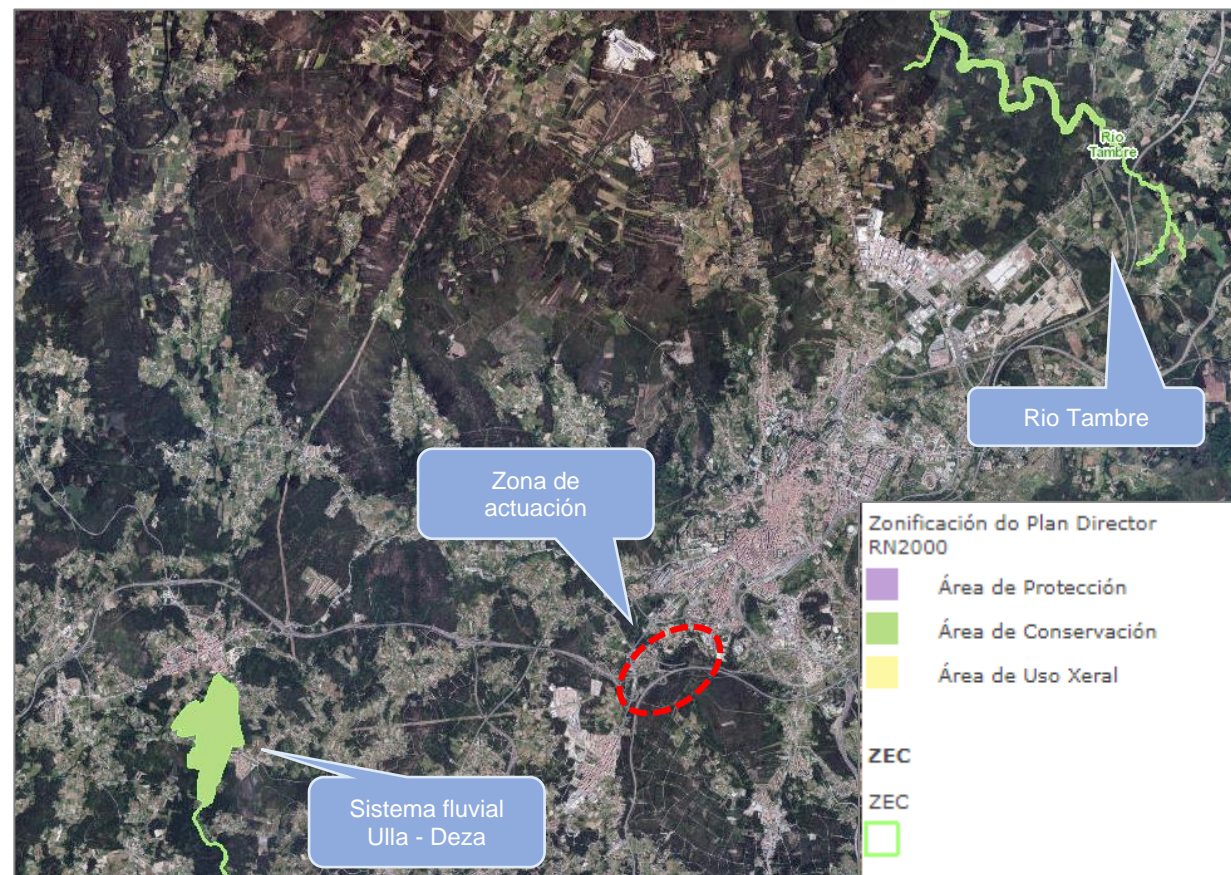 Rio
Tambre
Rio Tambre
Zona de
actuación
Zonificación do Plan Director
RN2000
Área de Protección
Área de Conservación
Área de Uso Xeral
ZEC
ZEC
Sistema fluvial
Ulla - Deza